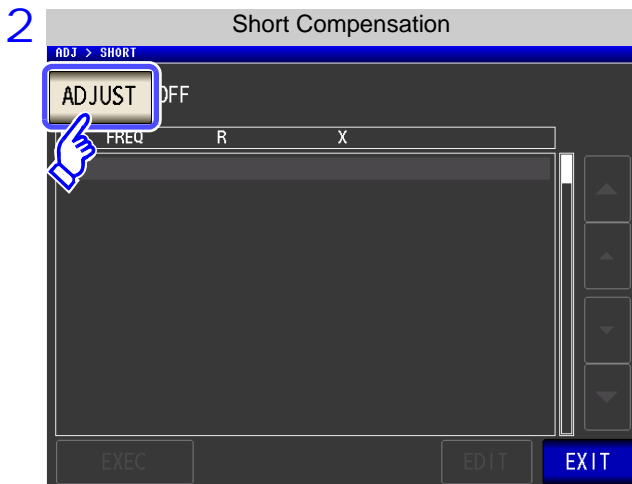 2
Short Compensation
ADJ > SHORT
ADJUST OFF
FREQ R X
EXEC EDIT EXIT